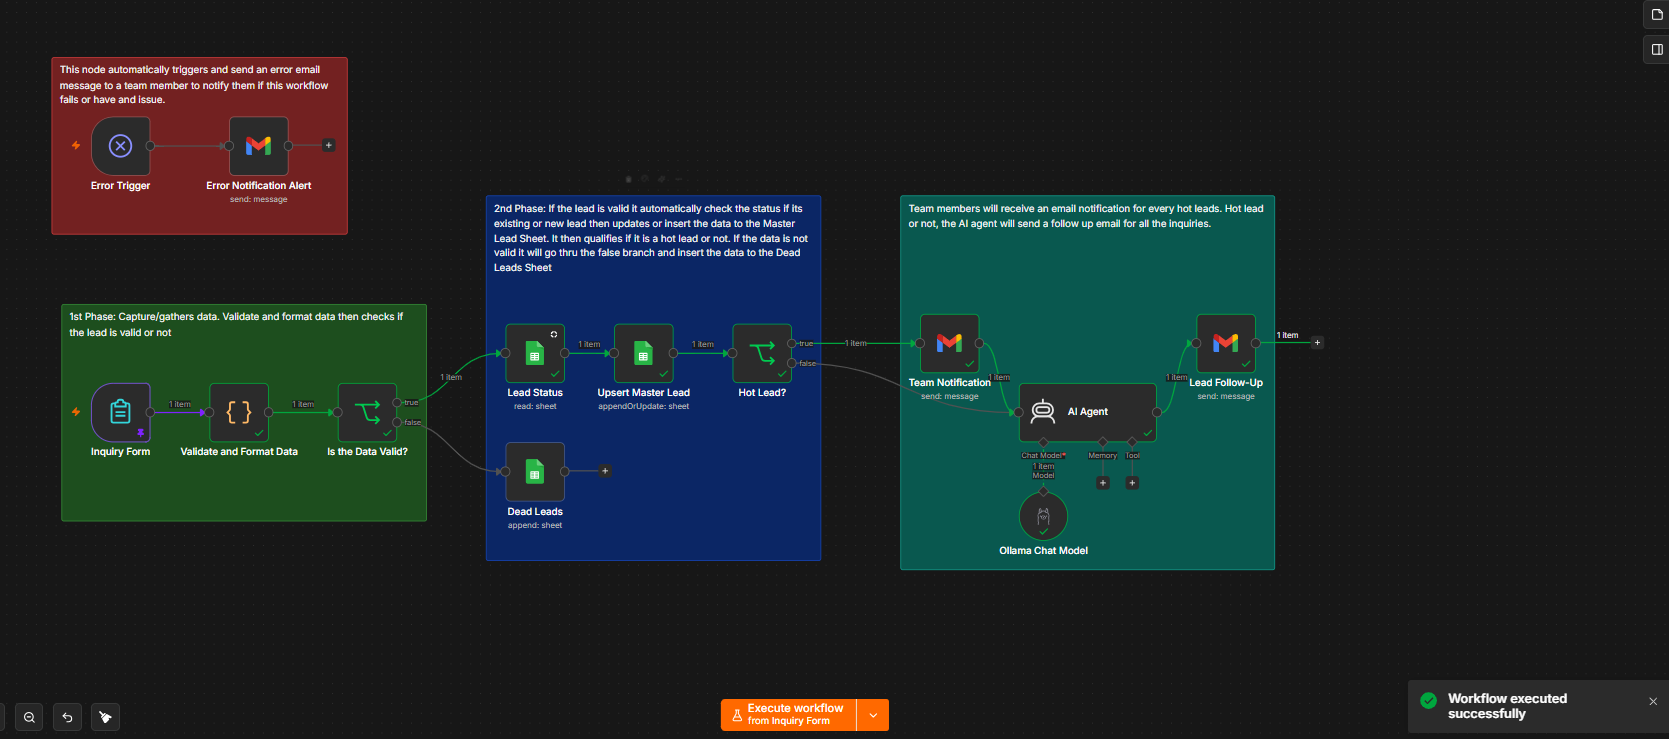 This node automatically triggers and send an error email
message to a team member to notify them if this workflow
fails or have and issue.
Error Trigger
Error Notification Alert
send: message
1st Phase: Capture/gathers data. Validate and format data then checks if
the lead is valid or not
1 item
1 item
true
false
Inquiry Form
Validate and Format Data
Is the Data Valid?
1 item
2nd Phase: If the lead is valid it automatically check the status if its
existing or new lead then updates or insert the data to the Master
Lead Sheet. It then qualifies if it is a hot lead or not. If the data is not
valid it will go thru the false branch and insert the data to the Dead
Leads Sheet
1 item
1 item
true
false
Lead Status
read: sheet
Upsert Master Lead
appendOrUpdate: sheet
Hot Lead?
Dead Leads
append: sheet
1 item
Team members will receive an email notification for every hot leads. Hot lead
or not, the AI agent will send a follow up email for all the inquiries.
Team Notification
send: message
1 item
AI Agent
Chat Model*
1 item
Model
Memory
Tool
Ollama Chat Model
1 item
Lead Follow-Up
send: message
1 item
Execute workflow
from Inquiry Form
Workflow executed
successfully